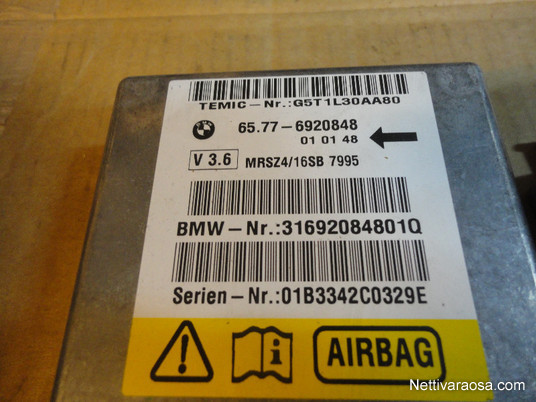 TEMIC-Nr.:G5T1L30AA80
65.77-6920848
01 01 48
V 3.6 MRSZ4/16SB 7995
BMW-Nr.:31692084801Q
Serien-Nr.:01B3342C0329E
AIRBAG
Nettivaraosa.com